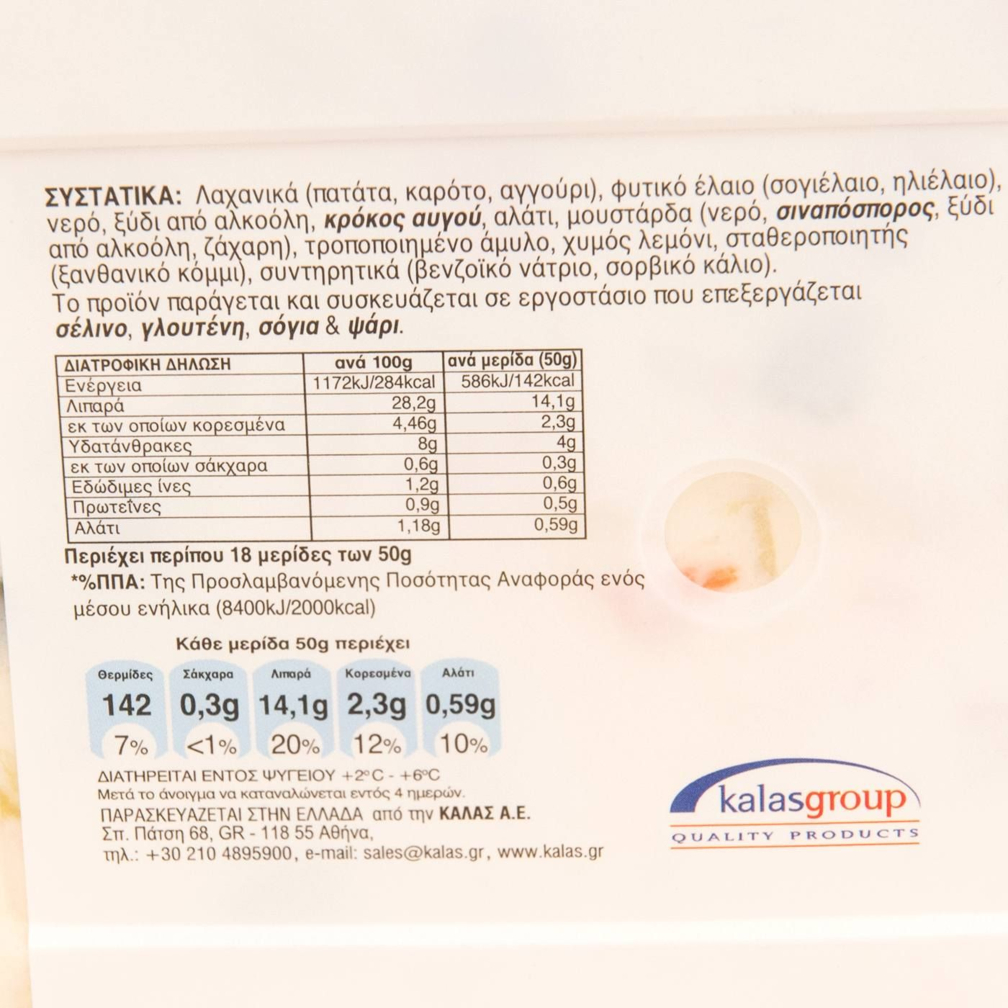 ΣΥΣΤΑΤΙΚΑ: Λαχανικά (πατάτα, καρότο, αγγούρι), φυτικό έλαιο (σογιέλαιο, ηλιέλαιο),
νερό, ξύδι από αλκοόλη, κρόκος αυγού, αλάτι, μουστάρδα (νερό, σιναπόσπορος, ξύδι
από αλκοόλη, ζάχαρη), τροποποιημένο άμυλο, χυμός λεμόνι, σταθεροποιητής
(ξανθανικό κόμμι), συντηρητικά (βενζοϊκό νάτριο, σορβικό κάλιο).
Το προϊόν παράγεται και συσκευάζεται σε εργοστάσιο που επεξεργάζεται
σέλινο, γλουτένη, σόγια & ψάρι.
ΔΙΑΤΡΟΦΙΚΗ ΔΗΛΩΣΗ ανά 100g ανά μερίδα (50g)
Ενέργεια 1172kJ/284kcal 586kJ/142kcal
Λιπαρά 28,2g 14,1g
εκ των οποίων κορεσμένα 4,46g 2,3g
Υδατάνθρακες 8g 4g
εκ των οποίων σάκχαρα 0,6g 0,3g
Εδώδιμες ίνες 1,2g 0,6g
Πρωτεΐνες 0,9g 0,5g
Αλάτι 1,18g 0,59g
Περιέχει περίπου 18 μερίδες των 50g
*%ΠΠΑ: Της Προσλαμβανόμενης Ποσότητας Αναφοράς ενός
μέσου ενήλικα (8400kJ/2000kcal)
Κάθε μερίδα 50g περιέχει
Θερμίδες Σάκχαρα Λιπαρά Κορεσμένα Αλάτι
142 0,3g 14,1g 2,3g 0,59g
7% <1% 20% 12% 10%
ΔΙΑΤΗΡΕΙΤΑΙ ΕΝΤΟΣ ΨΥΓΕΙΟΥ +2°C - +6°C
Μετά το άνοιγμα να καταναλώνεται εντός 4 ημερών.
ΠΑΡΑΣΚΕΥΑΖΕΤΑΙ ΣΤΗΝ ΕΛΛΑΔΑ από την ΚΑΛΑΣ Α.Ε.
Σπ. Πάτση 68, GR - 118 55 Αθήνα,
τηλ.: +30 210 4895900, e-mail: sales@kalas.gr, www.kalas.gr
kalasgroup
QUALITY PRODUCTS